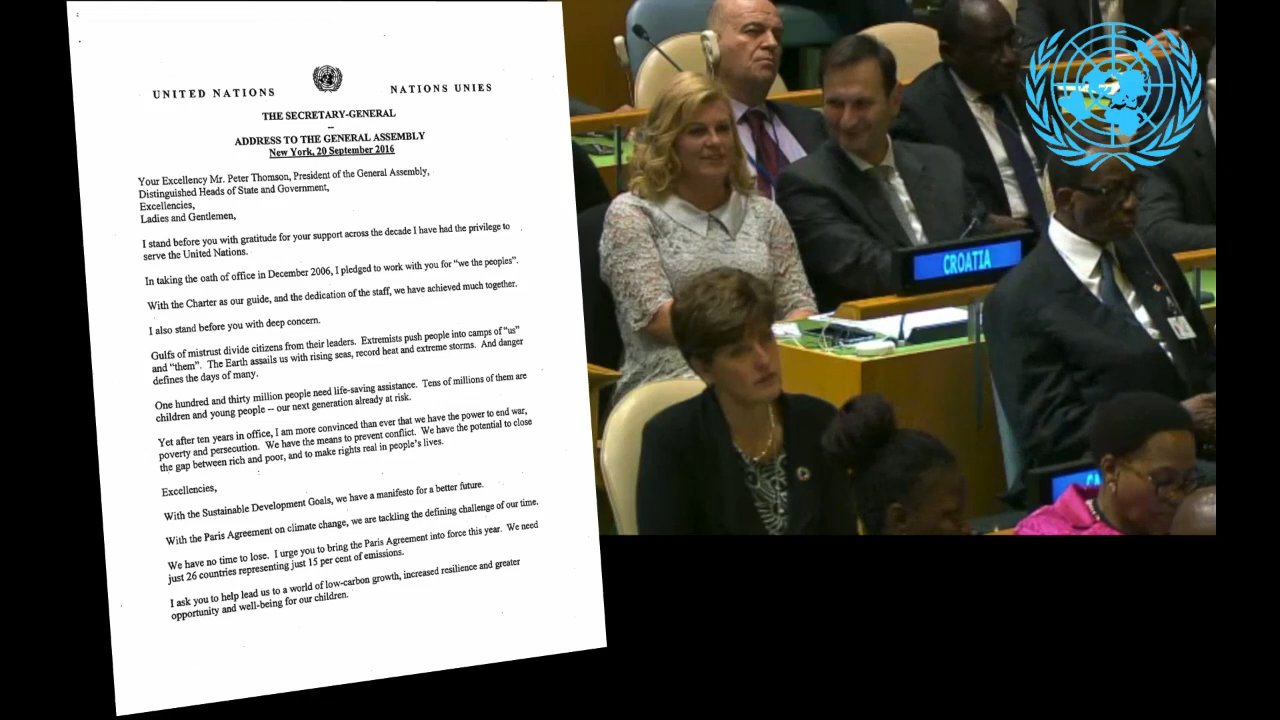 UNITED NATIONS
NATIONS UNIES
THE SECRETARY-GENERAL
--
ADDRESS TO THE GENERAL ASSEMBLY
New York, 20 September 2016
Your Excellency Mr. Peter Thomson, President of the General Assembly,
Distinguished Heads of State and Government,
Excellencies,
Ladies and Gentlemen,
I stand before you with gratitude for your support across the decade I have had the privilege to
serve the United Nations.
In taking the oath of office in December 2006, I pledged to work with you for “we the peoples”.
With the Charter as our guide, and the dedication of the staff, we have achieved much together.
I also stand before you with deep concern.
Gulfs of mistrust divide citizens from their leaders. Extremists push people into camps of “us”
and “them”. The Earth assails us with rising seas, record heat and extreme storms. And danger
defines the days of many.
One hundred and thirty million people need life-saving assistance. Tens of millions of them are
children and young people -- our next generation already at risk.
Yet after ten years in office, I am more convinced than ever that we have the power to end war,
poverty and persecution. We have the means to prevent conflict. We have the potential to close
the gap between rich and poor, and to make rights real in people’s lives.
Excellencies,
With the Sustainable Development Goals, we have a manifesto for a better future.
With the Paris Agreement on climate change, we are tackling the defining challenge of our time.
We have no time to lose. I urge you to bring the Paris Agreement into force this year. We need
just 26 countries representing just 15 per cent of emissions.
I ask you to help lead us to a world of low-carbon growth, increased resilience and greater
opportunity and well-being for our children.
CROATIA